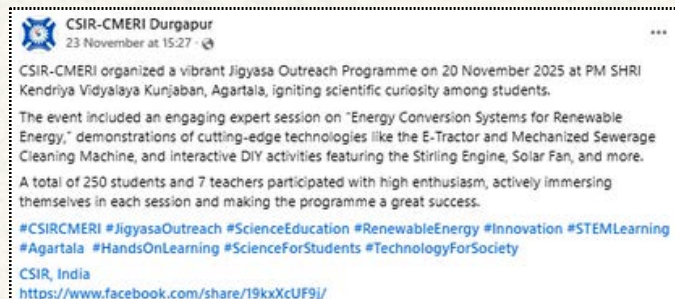 CSIR-CMERI Durgapur
23 November at 15:27 ·
CSIR-CMERI organized a vibrant Jigyasa Outreach Programme on 20 November 2025 at PM SHRI
Kendriya Vidyalaya Kunjaban, Agartala, igniting scientific curiosity among students.
The event included an engaging expert session on "Energy Conversion Systems for Renewable
Energy," demonstrations of cutting-edge technologies like the E-Tractor and Mechanized Sewerage
Cleaning Machine, and interactive DIY activities featuring the Stirling Engine, Solar Fan, and more.
A total of 250 students and 7 teachers participated with high enthusiasm, actively immersing
themselves in each session and making the programme a great success.
#CSIRCMERI #JigyasaOutreach #ScienceEducation #RenewableEnergy #Innovation #STEMLearning
#Agartala #HandsOnLearning #ScienceForStudents #TechnologyForSociety
CSIR, India
https://www.facebook.com/share/19kxXcUF9j/